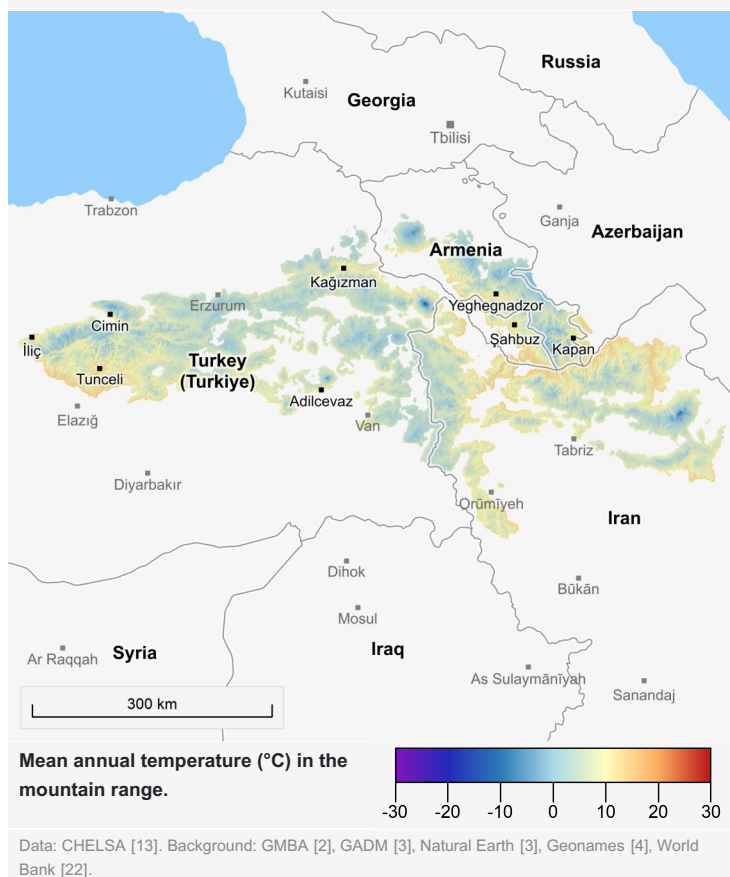 Russia
Kutaisi
Georgia
Tbilisi
Trabzon
Ganja
Azerbaijan
Armenia
Kağızman
Erzurum
Yeghegnadzor
Cimin
Şahbuz
Kapan
İliç
Turkey
(Turkiye)
Tunceli
Adilcevaz
Elazığ
Van
Tabriz
Diyarbakır
Orūmīyeh
Iran
Dihok
Būkān
Mosul
Syria
Iraq
Ar Raqqah
As Sulaymānīyah
Sanandaj
300 km
Mean annual temperature (°C) in the
mountain range.
-30 -20 -10 0 10 20 30
Data: CHELSA [13]. Background: GMBA [2], GADM [3], Natural Earth [3], Geonames [4], World
Bank [22].